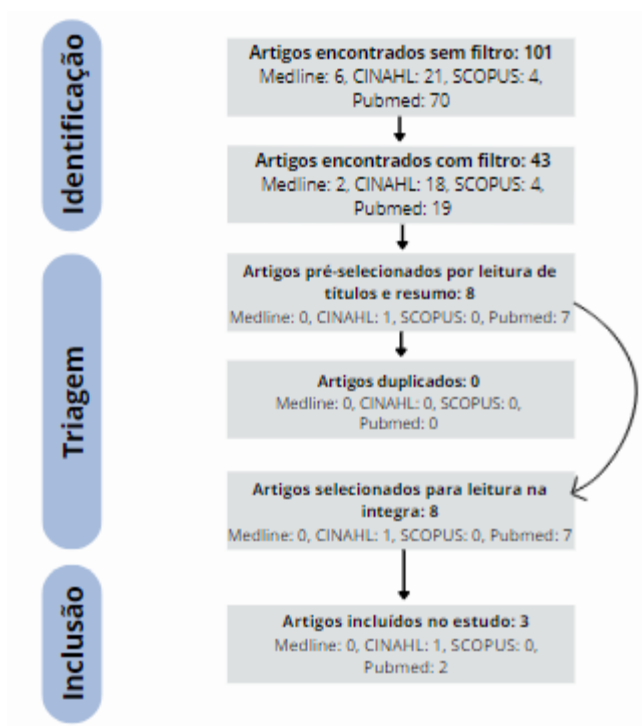 Identificação
Artigos encontrados sem filtro: 101
Medline: 6, CINAHL: 21, SCOPUS: 4,
Pubmed: 70
Artigos encontrados com filtro: 43
Medline: 2, CINAHL: 18, SCOPUS: 4,
Pubmed: 19
Triagem
Artigos pré-selecionados por leitura de
títulos e resumo: 8
Medline: 0, CINAHL: 1, SCOPUS: 0, Pubmed: 7
Artigos duplicados: 0
Medline: 0, CINAHL: 0, SCOPUS: 0,
Pubmed: 0
Artigos selecionados para leitura na
integra: 8
Medline: 0, CINAHL: 1, SCOPUS: 0, Pubmed: 7
Inclusão
Artigos incluídos no estudo: 3
Medline: 0, CINAHL: 1, SCOPUS: 0,
Pubmed: 2